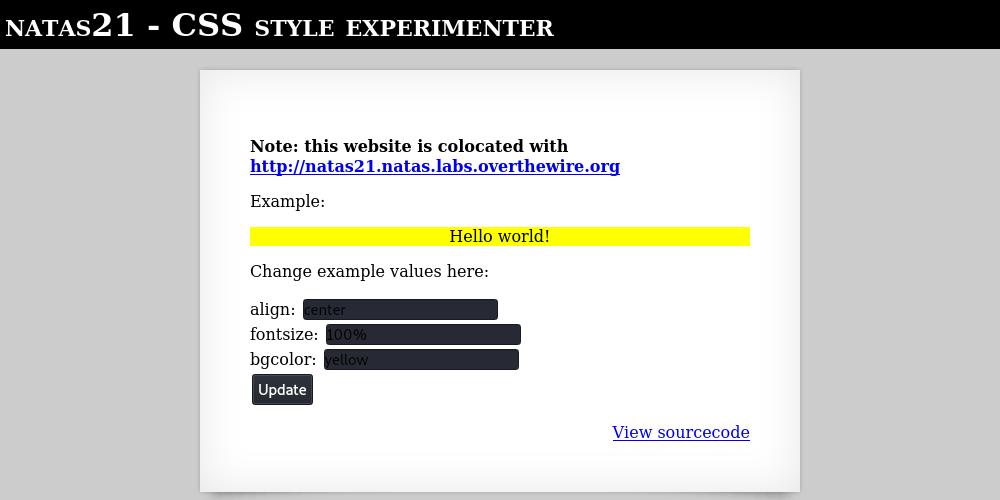 natas21 - CSS style experimenter
Note: this website is colocated with
http://natas21.natas.labs.overthewire.org
Example:
Hello world!
Change example values here:
align: center
fontsize: 100%
bgcolor: yellow
Update
View sourcecode